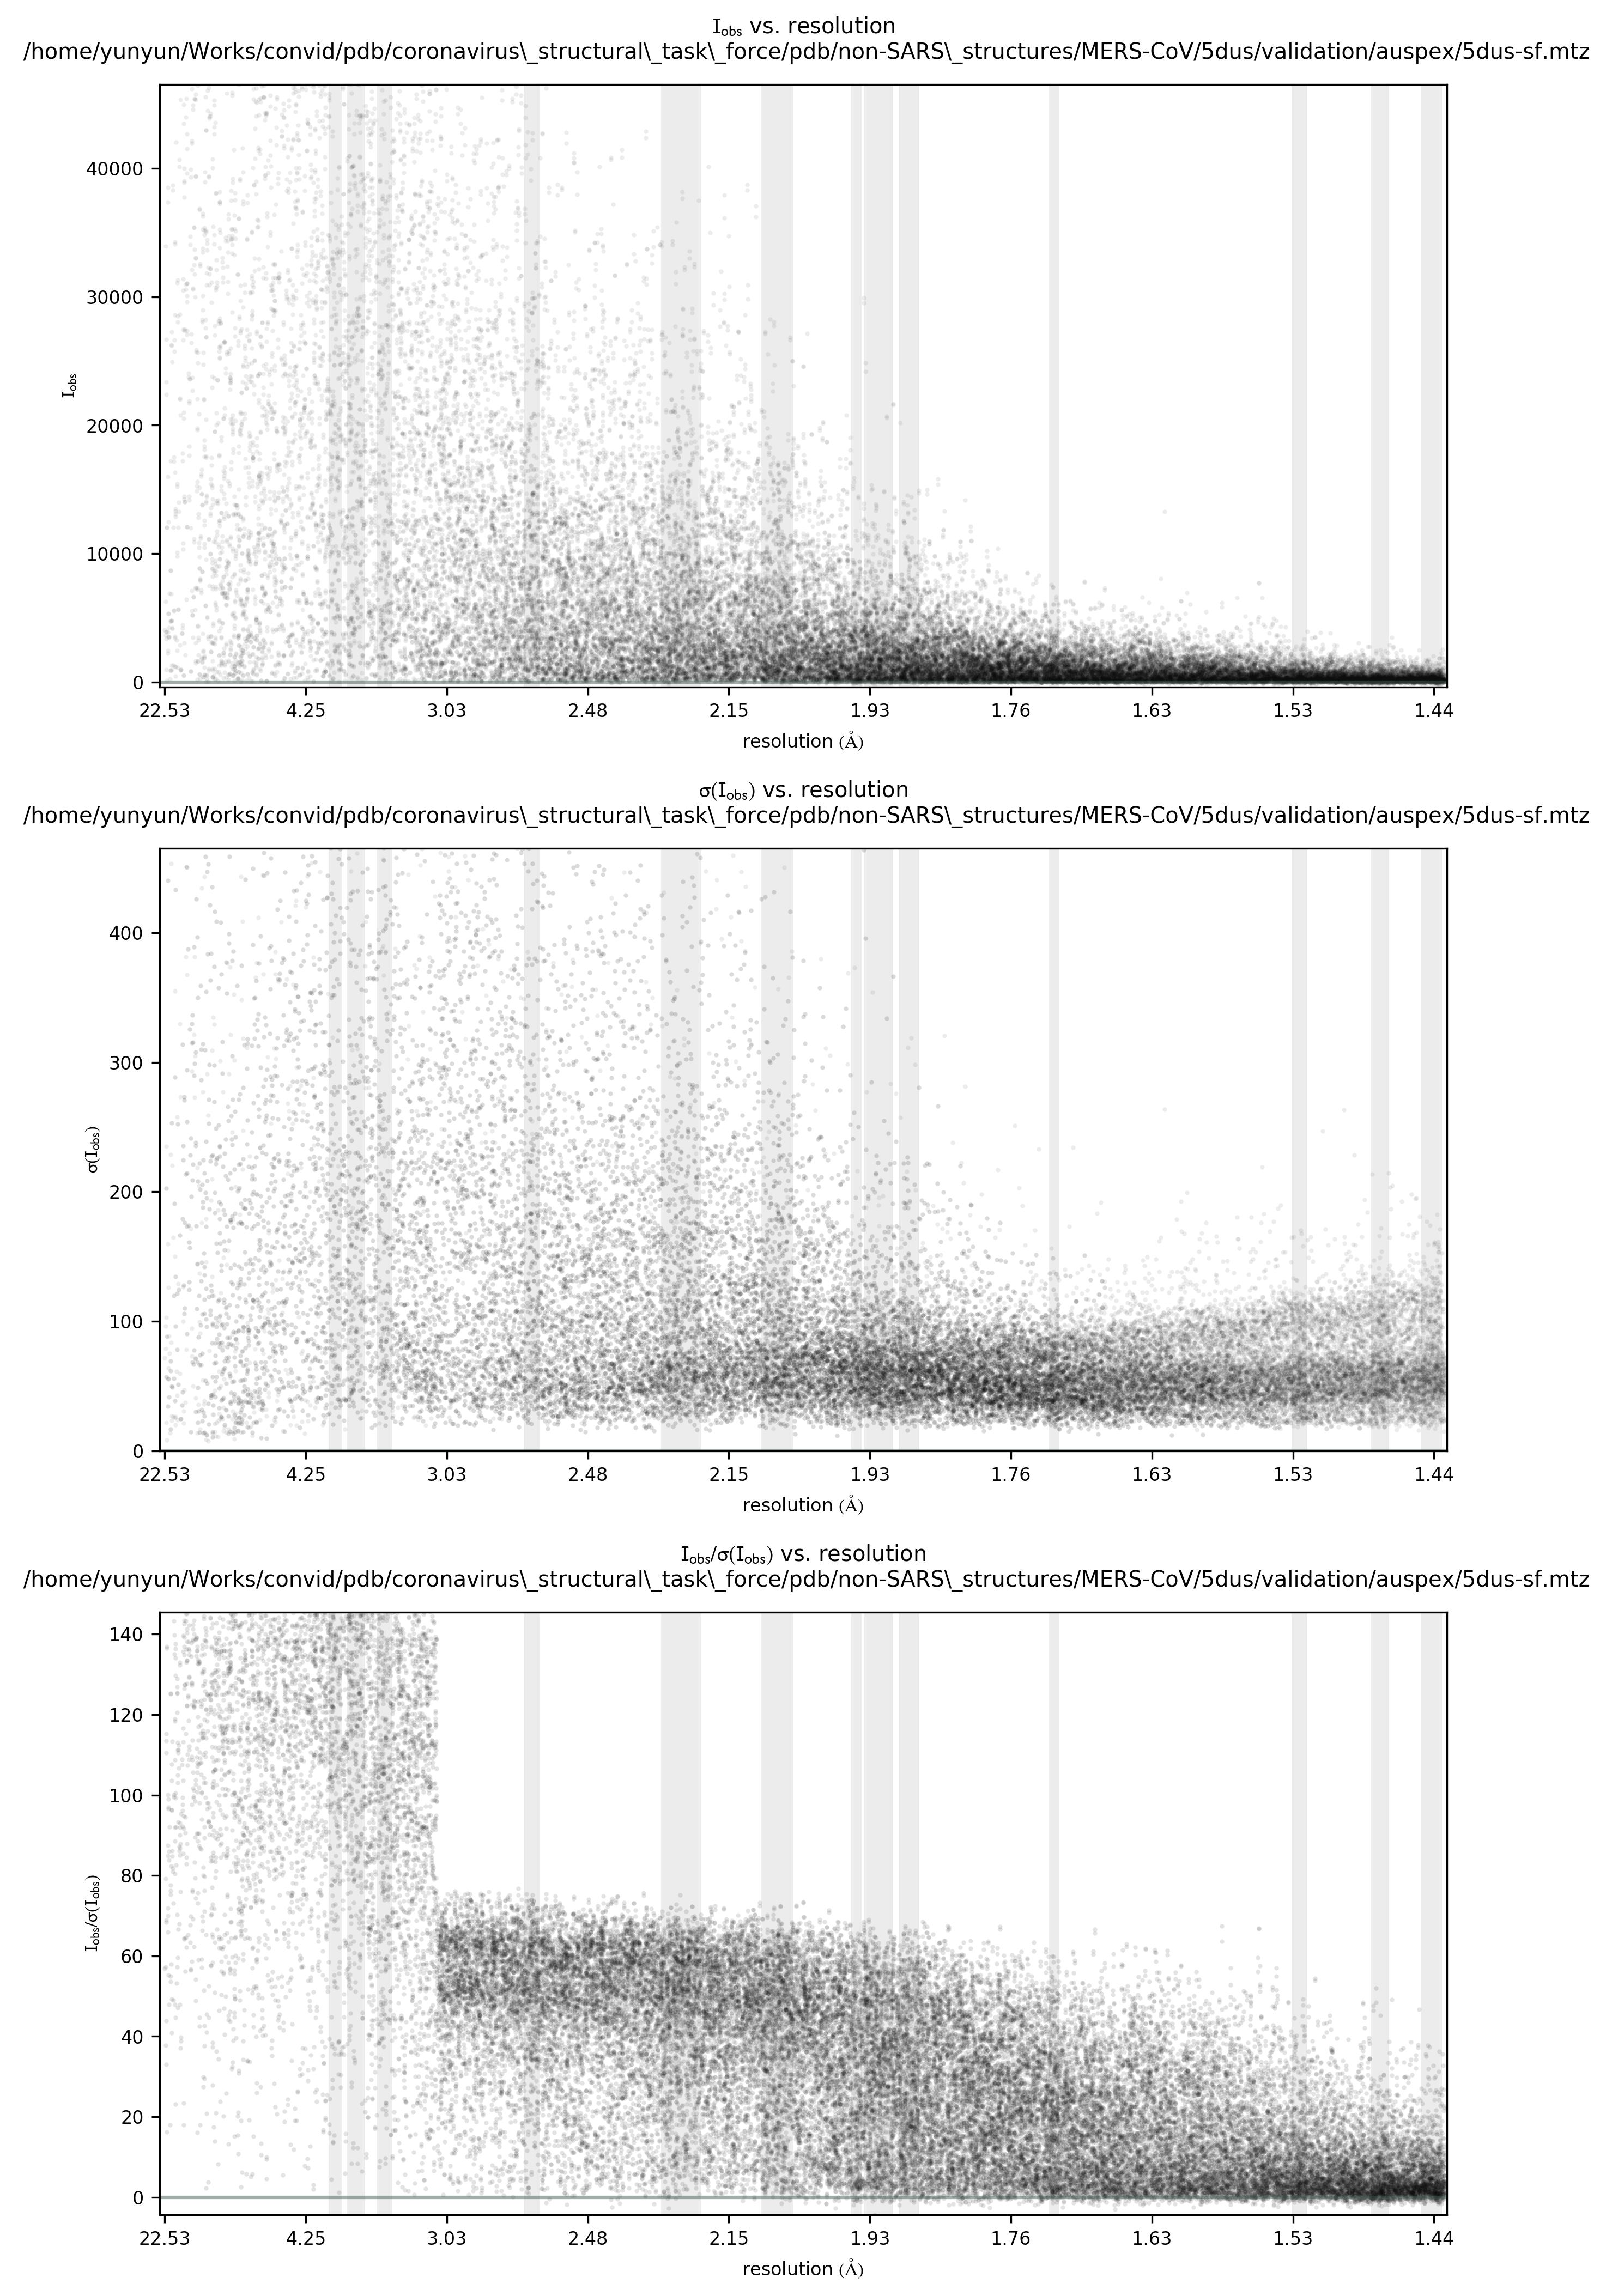 Iobs vs. resolution
/home/yunyun/Works/convid/pdb/coronavirus\_structural\_task\_force/pdb/non-SARS\_structures/MERS-CoV/5dus/validation/auspex/5dus-sf.mtz
40000
30000
20000
10000
0
Iobs
22.53 4.25 3.03 2.48 2.15 1.93 1.76 1.63 1.53 1.44
resolution (Å)
σ(Iobs) vs. resolution
/home/yunyun/Works/convid/pdb/coronavirus\_structural\_task\_force/pdb/non-SARS\_structures/MERS-CoV/5dus/validation/auspex/5dus-sf.mtz
400
300
200
100
0
σ(Iobs)
22.53 4.25 3.03 2.48 2.15 1.93 1.76 1.63 1.53 1.44
resolution (Å)
Iobs/σ(Iobs) vs. resolution
/home/yunyun/Works/convid/pdb/coronavirus\_structural\_task\_force/pdb/non-SARS\_structures/MERS-CoV/5dus/validation/auspex/5dus-sf.mtz
140
120
100
80
60
40
20
0
Iobs/σ(Iobs)
22.53 4.25 3.03 2.48 2.15 1.93 1.76 1.63 1.53 1.44
resolution (Å)